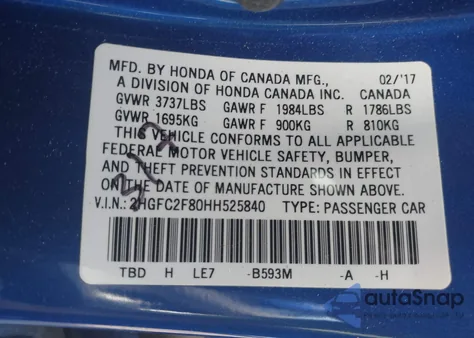 MFD. BY HONDA OF CANADA MFG., 02/'17
A DIVISION OF HONDA CANADA INC. CANADA
GVWR 3737LBS GAWR F 1984LBS R 1786LBS
GVWR 1695KG GAWR F 900KG R 810KG
THIS VEHICLE CONFORMS TO ALL APPLICABLE
FEDERAL MOTOR VEHICLE SAFETY, BUMPER,
AND THEFT PREVENTION STANDARDS IN EFFECT
ON THE DATE OF MANUFACTURE SHOWN ABOVE.
V.I.N.: 2HGFC2F80HH525840 TYPE: PASSENGER CAR
TBD H LE7 -B593M -A -H
autoSnap